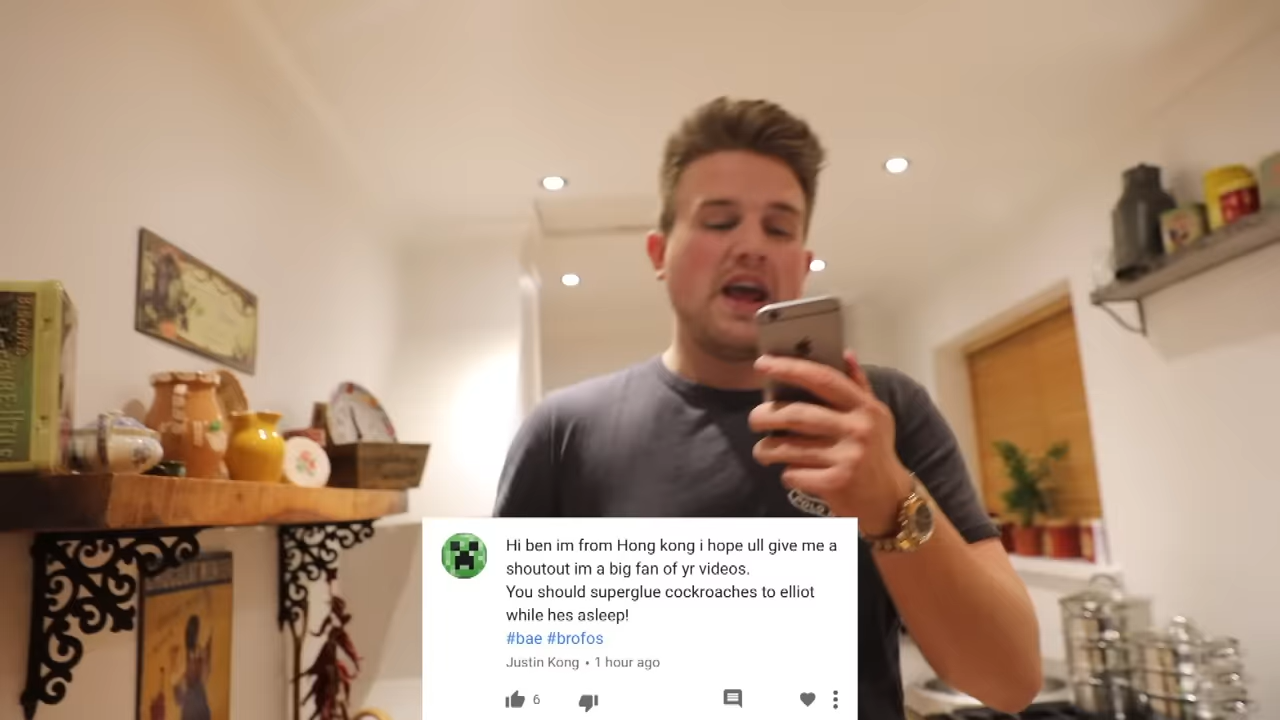 POLO
Hi ben im from Hong kong i hope ull give me a
shoutout im a big fan of yr videos.
You should superglue cockroaches to elliot
while hes asleep!
#bae #brofos
Justin Kong • 1 hour ago
6